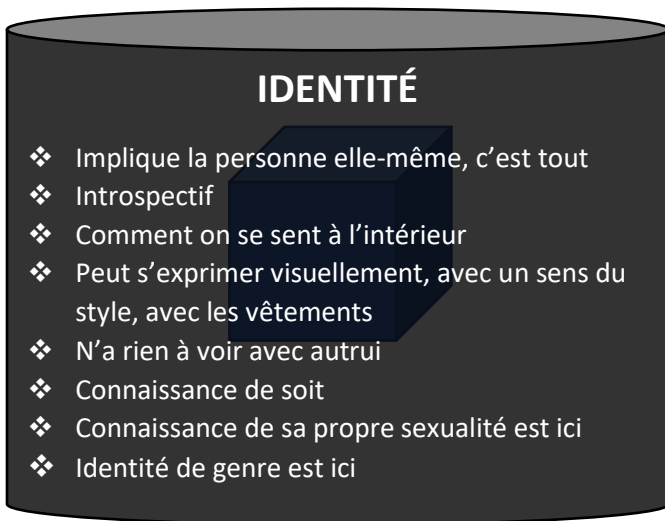 IDENTITÉ
❖ Implique la personne elle-même, c’est tout
❖ Introspectif
❖ Comment on se sent à l’intérieur
❖ Peut s’exprimer visuellement, avec un sens du
style, avec les vêtements
❖ N’a rien à voir avec autrui
❖ Connaissance de soit
❖ Connaissance de sa propre sexualité est ici
❖ Identité de genre est ici